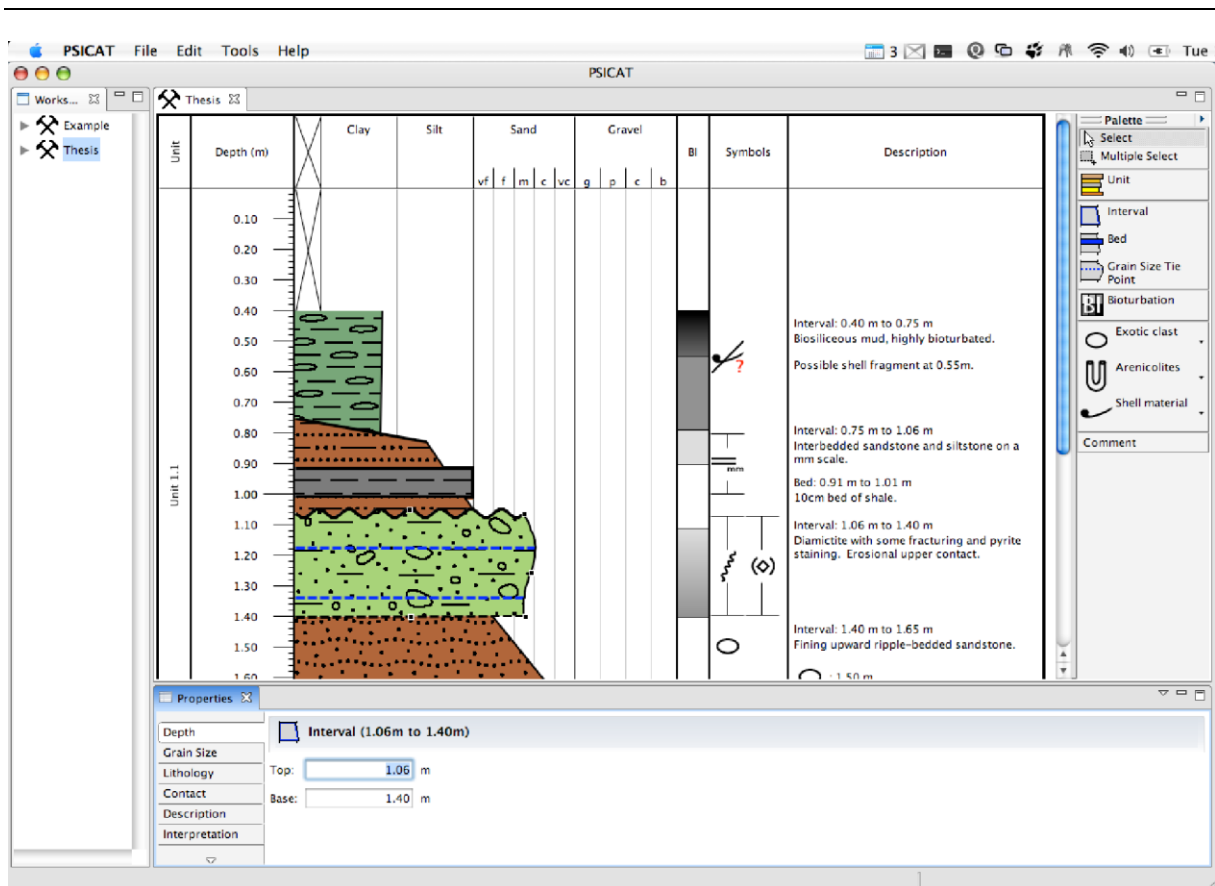 PSICAT File Edit Tools Help 3 Tue
PSICAT
Works...
Example
Thesis
Thesis
Unit
Depth (m)
Clay Silt Sand Gravel
vf f m c vc g p c b
BI
Symbols
Description
0.10
0.20
0.30
0.40
0.50
0.60
0.70
0.80
0.90
1.00
1.10
1.20
1.30
1.40
1.50
1.60
Unit 1.1
?
mm
Interval: 0.40 m to 0.75 m
Biosiliceous mud, highly bioturbated.
Possible shell fragment at 0.55m.
Interval: 0.75 m to 1.06 m
Interbedded sandstone and siltstone on a
mm scale.
Bed: 0.91 m to 1.01 m
10cm bed of shale.
Interval: 1.06 m to 1.40 m
Diamictite with some fracturing and pyrite
staining. Erosional upper contact.
Interval: 1.40 m to 1.65 m
Fining upward ripple-bedded sandstone.
: 1.50 m
Palette
Select
Multiple Select
Unit
Interval
Bed
Grain Size Tie
Point
Bioturbation
Exotic clast
Arenicolites
Shell material
Comment
Properties
Depth
Grain Size
Lithology
Contact
Description
Interpretation
Interval (1.06m to 1.40m)
Top: 1.06 m
Base: 1.40 m